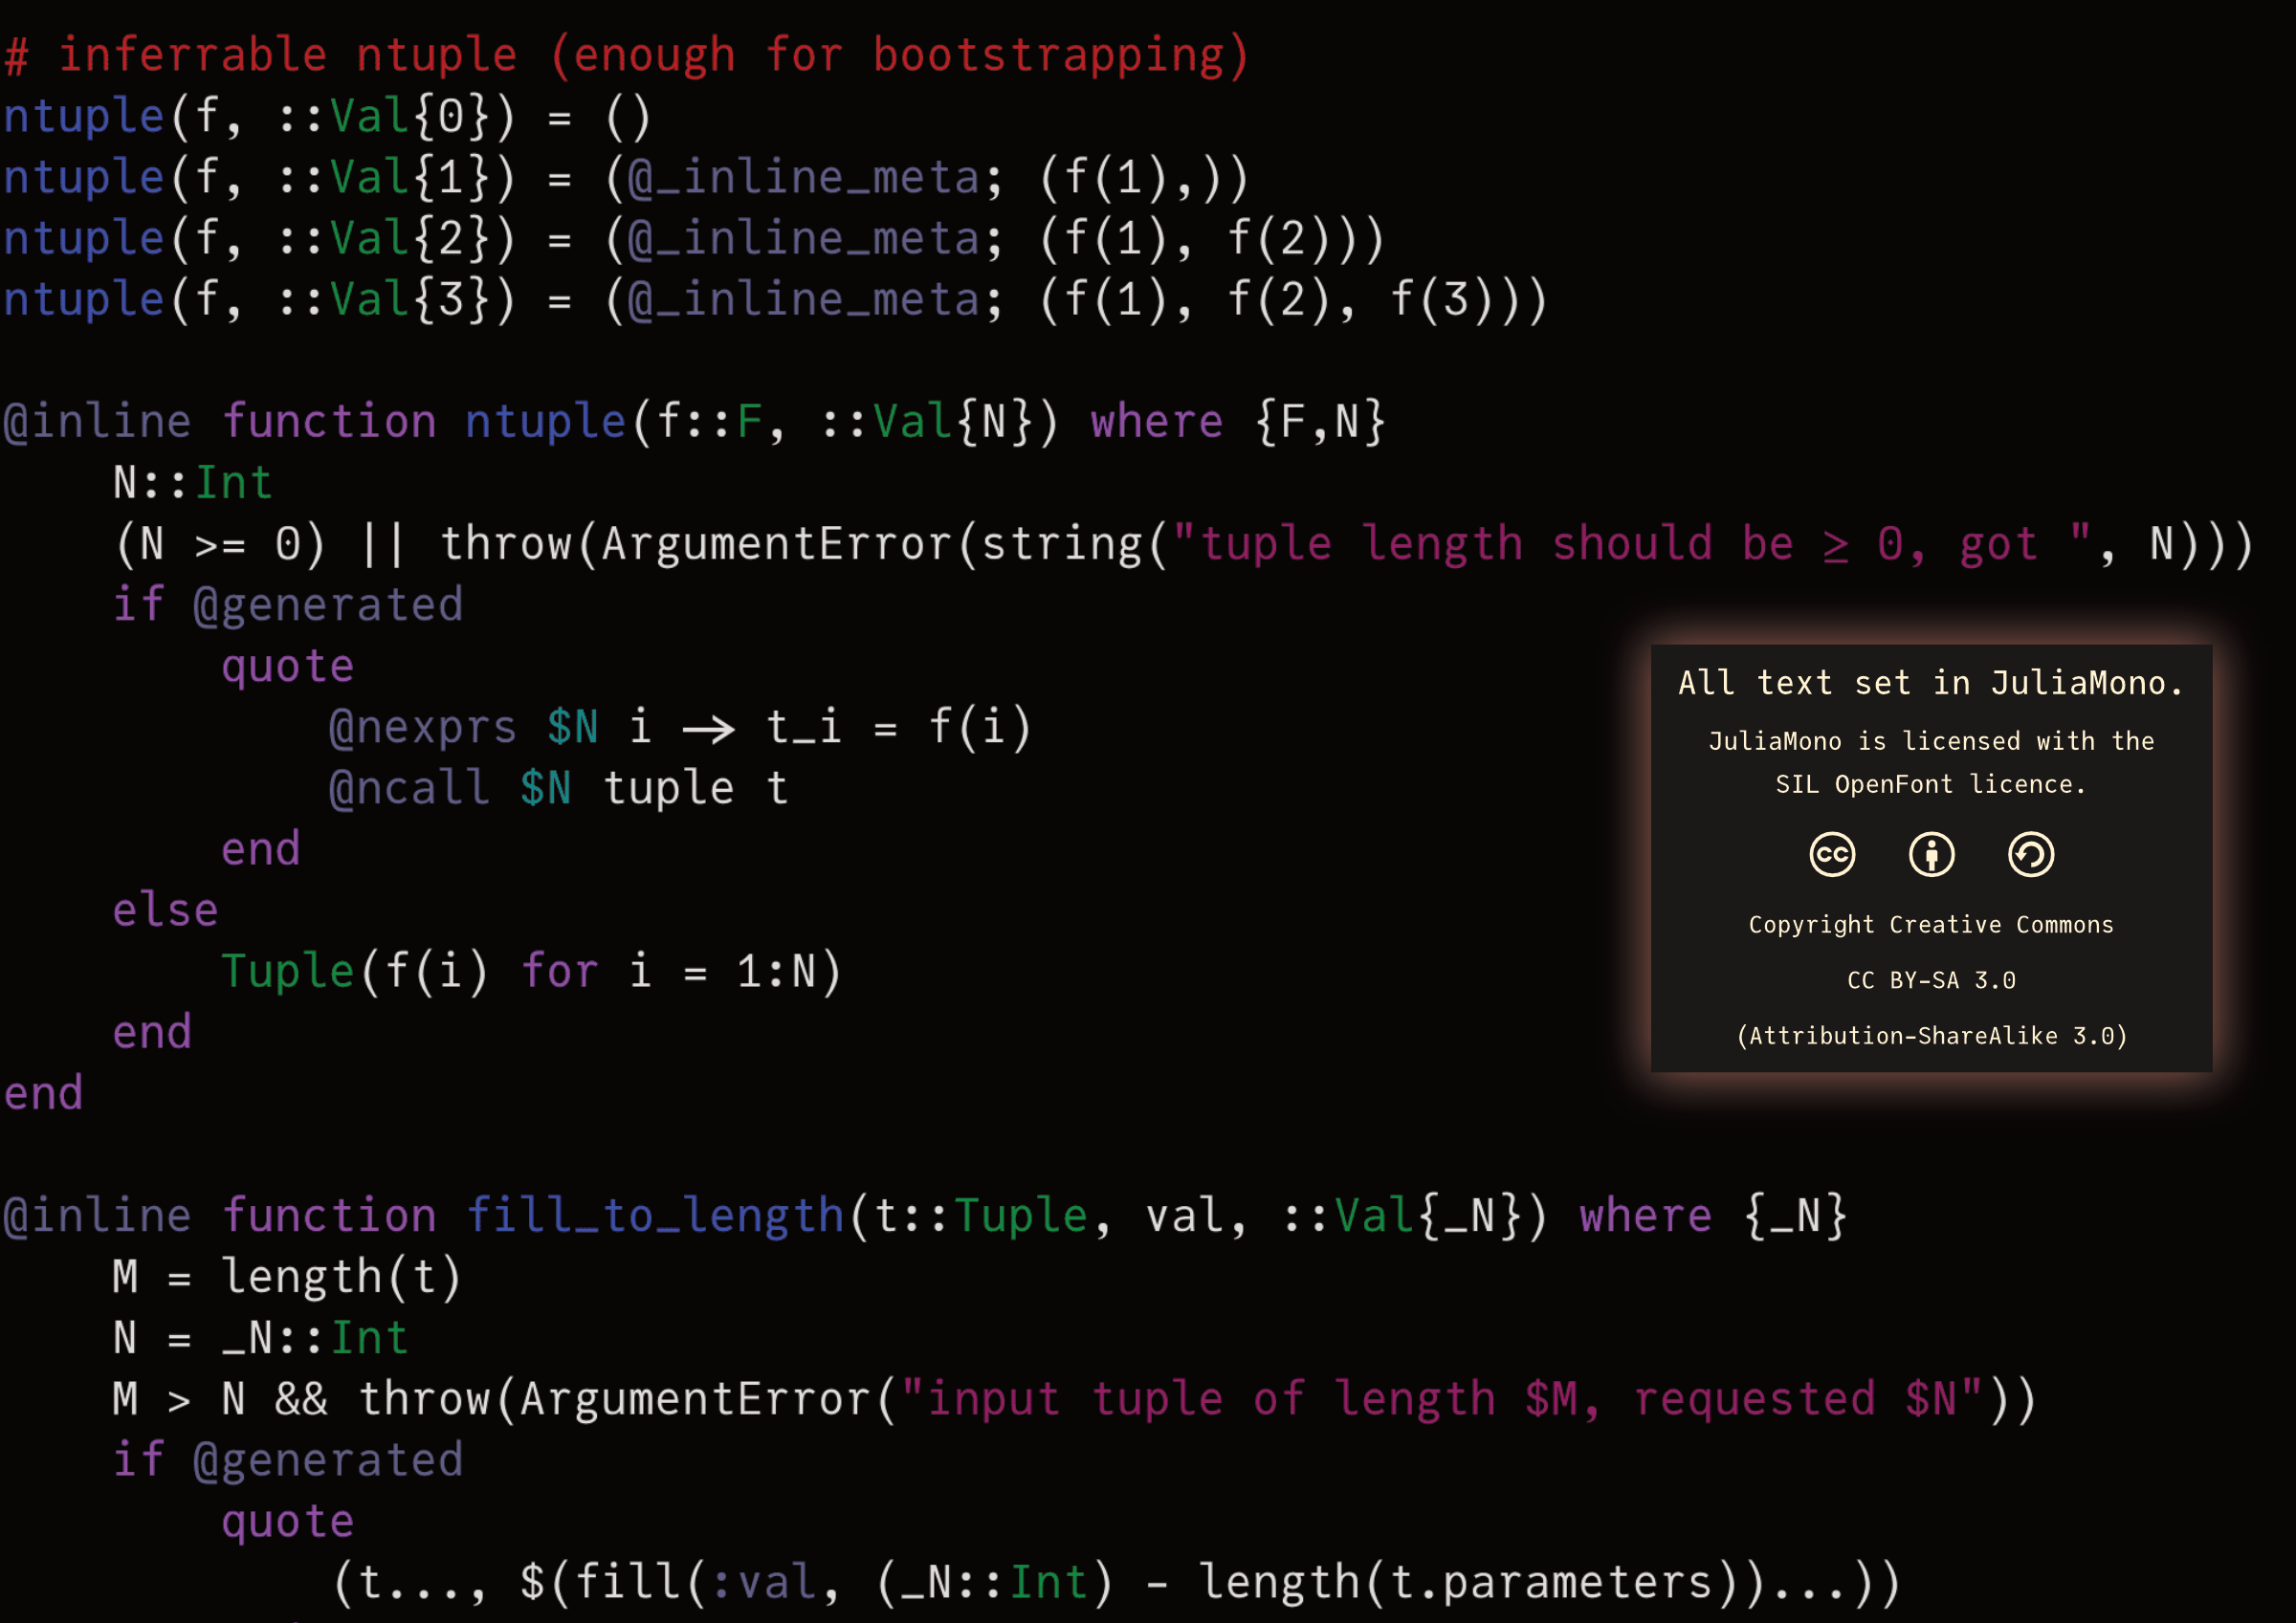 # inferrable ntuple (enough for bootstrapping)
ntuple(f, ::Val{0}) = ()
ntuple(f, ::Val{1}) = (@_inline_meta; (f(1),))
ntuple(f, ::Val{2}) = (@_inline_meta; (f(1), f(2)))
ntuple(f, ::Val{3}) = (@_inline_meta; (f(1), f(2), f(3)))

@inline function ntuple(f::F, ::Val{N}) where {F,N}
    N::Int
    (N >= 0) || throw(ArgumentError(string("tuple length should be ≥ 0, got ", N)))
    if @generated
        quote
            @nexprs $N i -> t_i = f(i)
            @ncall $N tuple t
        end
    else
        Tuple(f(i) for i = 1:N)
    end
end

@inline function fill_to_length(t::Tuple, val, ::Val{_N}) where {_N}
    M = length(t)
    N = _N::Int
    M > N && throw(ArgumentError("input tuple of length $M, requested $N"))
    if @generated
        quote
            (t..., $(fill(:val, (_N::Int) - length(t.parameters))...))

All text set in JuliaMono.
JuliaMono is licensed with the
SIL OpenFont licence.
cc
Copyright Creative Commons
CC BY-SA 3.0
(Attribution-ShareAlike 3.0)